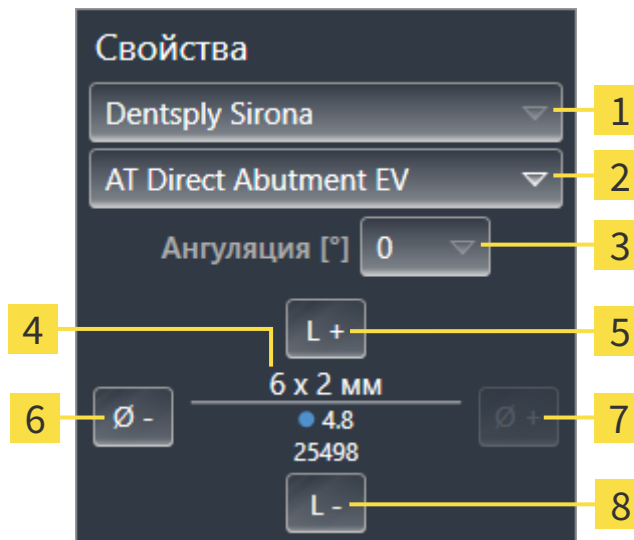 Свойства
Dentsply Sirona 1
AT Direct Abutment EV 2
Ангуляция [°] 0 3
L + 5
4
6 x 2 мм
6 Ø - Ø + 7
4.8
25498
L - 8